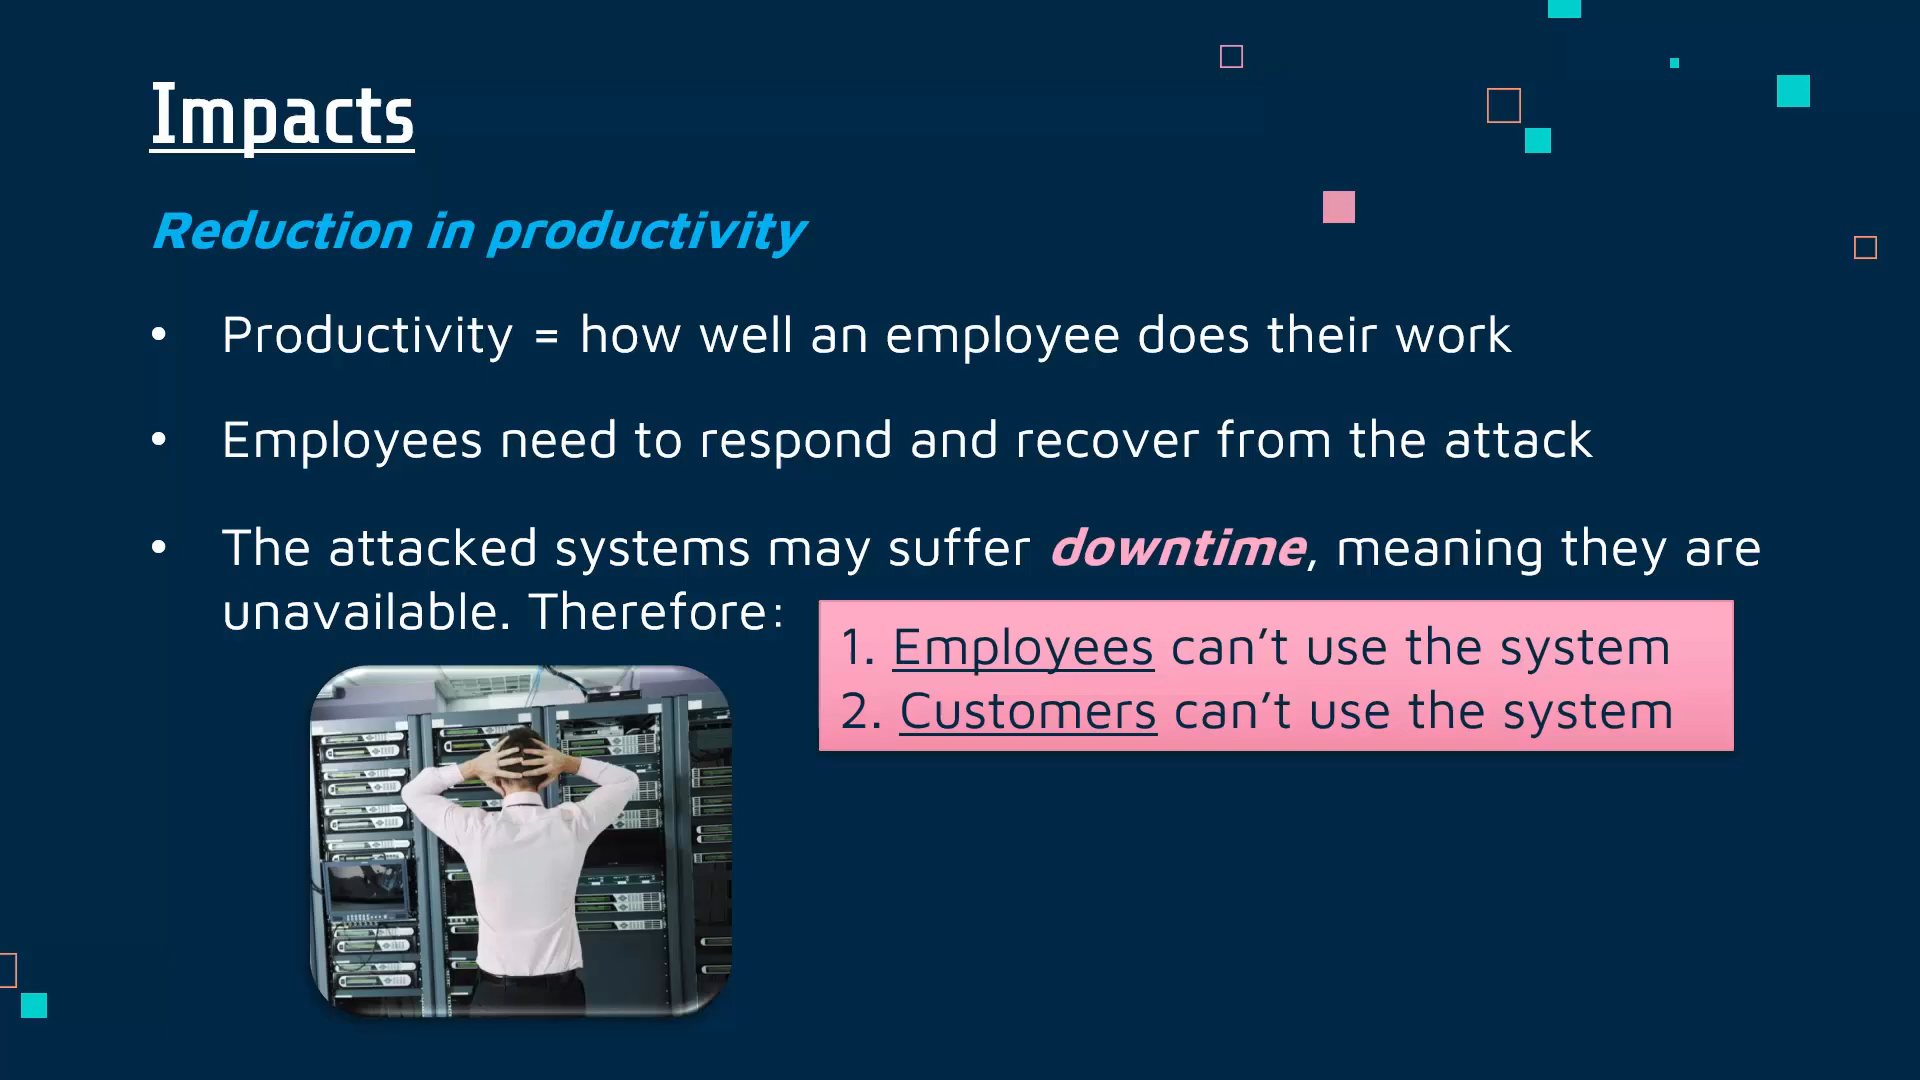 Impacts
Reduction in productivity
• Productivity = how well an employee does their work
• Employees need to respond and recover from the attack
• The attacked systems may suffer downtime, meaning they are
unavailable. Therefore:
1. Employees can’t use the system
2. Customers can’t use the system